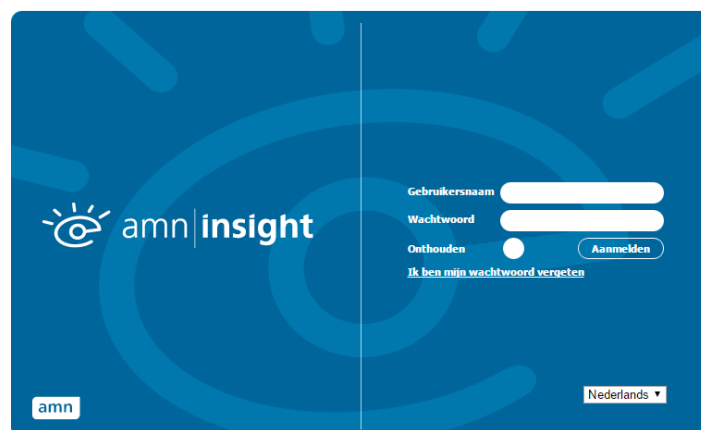 amn|insight
Gebruikersnaam
Wachtwoord
Onthouden
Aanmelden
Ik ben mijn wachtwoord vergeten
amn
Nederlands